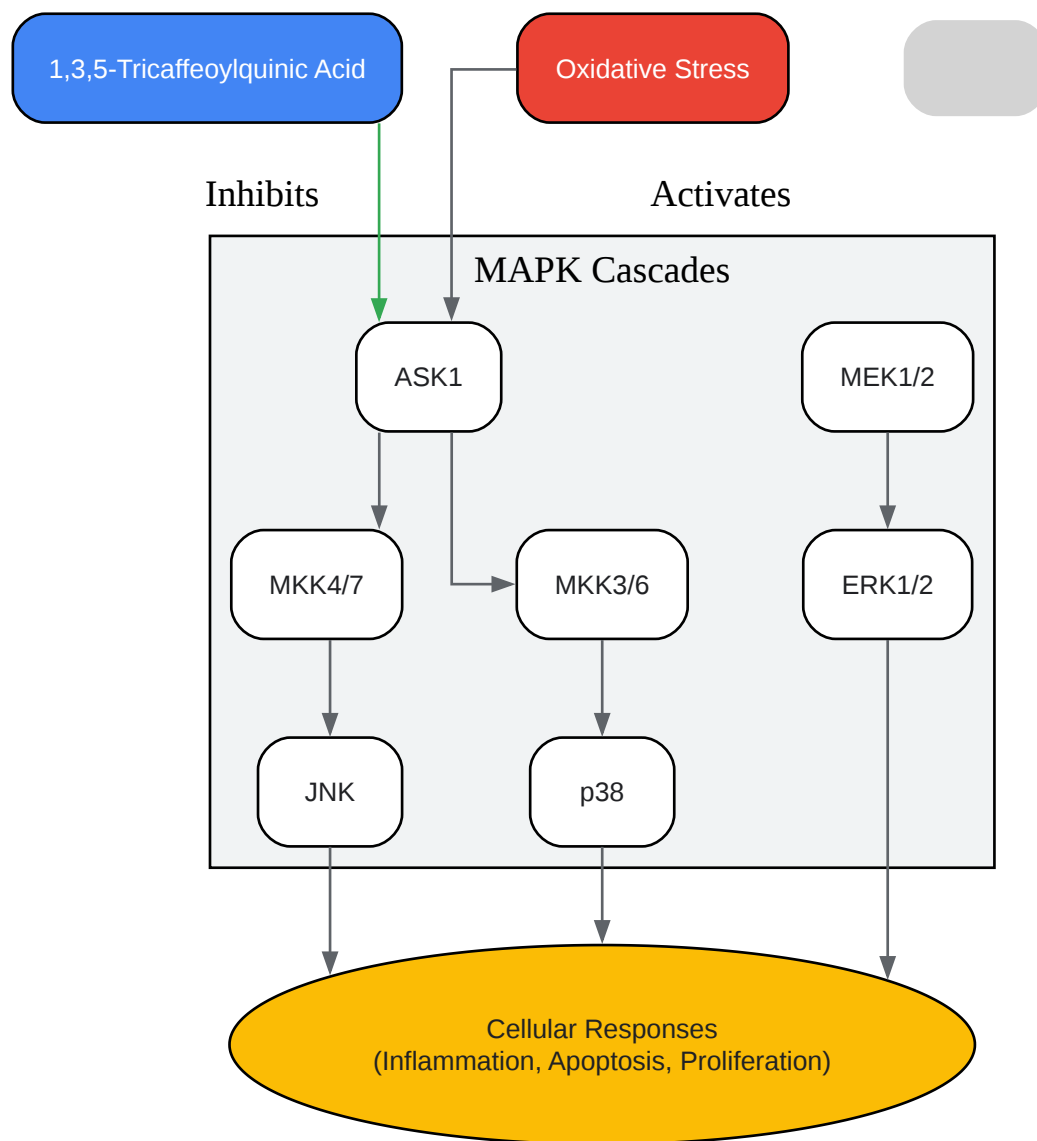 1,3,5-Tricaffeoylquinic Acid
Oxidative Stress
Inhibits
Activates
MAPK Cascades
ASK1
MEK1/2
MKK4/7
MKK3/6
ERK1/2
JNK
p38
Cellular Responses
(Inflammation, Apoptosis, Proliferation)